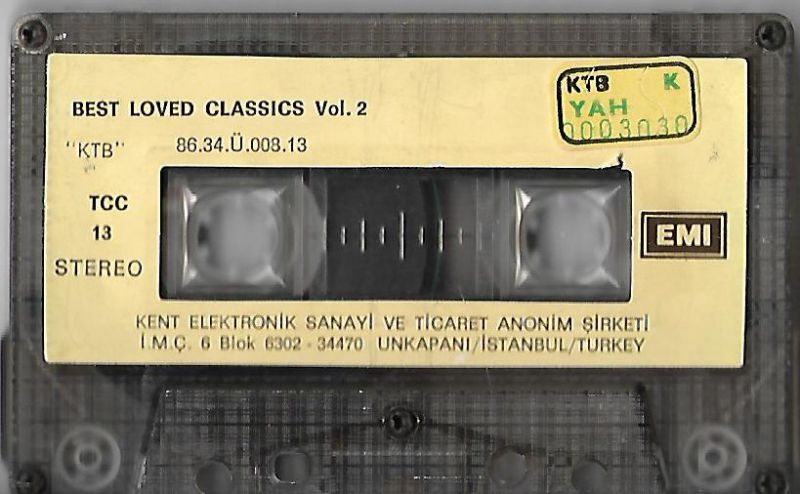 BEST LOVED CLASSICS Vol. 2
KTB K
YAH
0003030
"KTB" 86.34.Ü.008.13
TCC
13
STEREO
EMI
KENT ELEKTRONİK SANAYİ VE TİCARET ANONİM ŞİRKETİ
İ.M.Ç. 6 Blok 6302 - 34470 UNKAPANI/İSTANBUL/TURKEY